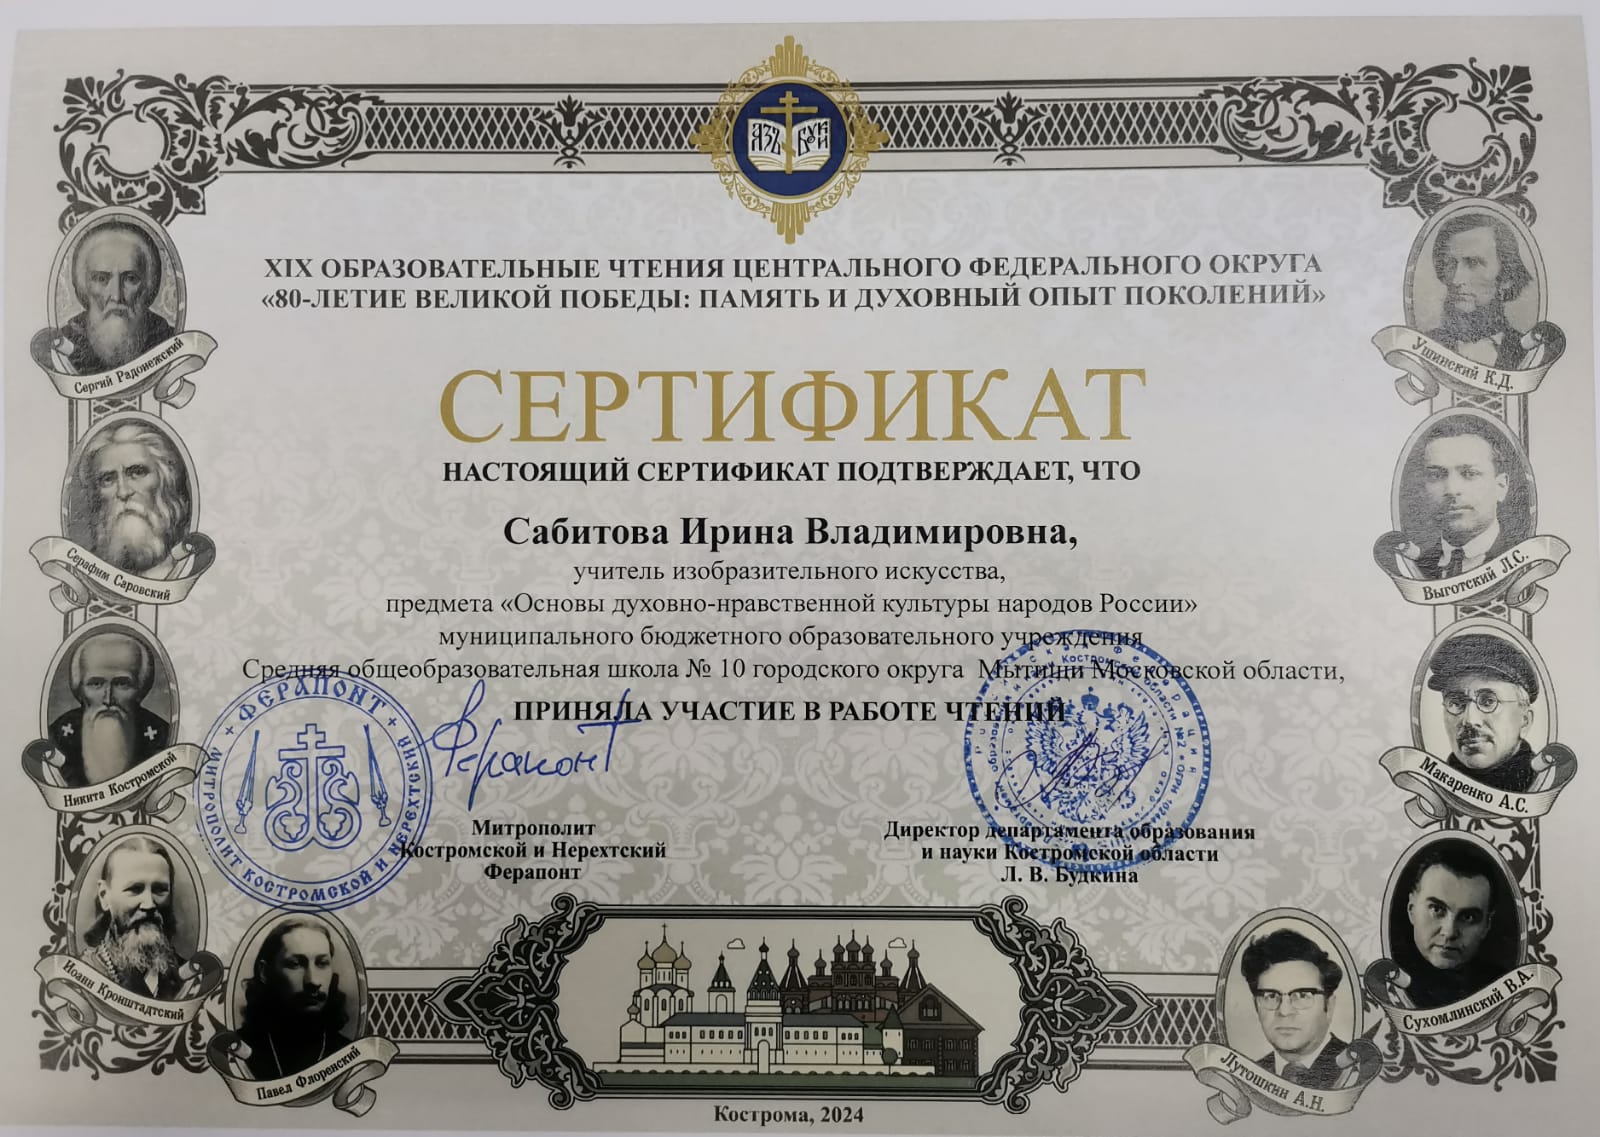 АЗЪ БУКИ
XIX ОБРАЗОВАТЕЛЬНЫЕ ЧТЕНИЯ ЦЕНТРАЛЬНОГО ФЕДЕРАЛЬНОГО ОКРУГА
«80-ЛЕТИЕ ВЕЛИКОЙ ПОБЕДЫ: ПАМЯТЬ И ДУХОВНЫЙ ОПЫТ ПОКОЛЕНИЙ»
СЕРТИФИКАТ
НАСТОЯЩИЙ СЕРТИФИКАТ ПОДТВЕРЖДАЕТ, ЧТО
Сабитова Ирина Владимировна,
учитель изобразительного искусства,
предмета «Основы духовно-нравственной культуры народов России»
муниципального бюджетного образовательного учреждения
Средняя общеобразовательная школа № 10 городского округа Мытищи Московской области,
ПРИНЯЛА УЧАСТИЕ В РАБОТЕ ЧТЕНИЙ
Ферапонт
+ ФЕРАПОНТ +
МИТРОПОЛИТ КОСТРОМСКОЙ И НЕРЕХТСКИЙ
Митрополит
Костромской и Нерехтский
Ферапонт
Директор департамента образования
и науки Костромской области
Л. В. Будкина
Сергий Радонежский
Серафим Саровский
Никита Костромской
Иоанн Кронштадтский
Павел Флоренский
Ушинский К.Д.
Выготский Л.С.
Макаренко А.С.
Сухомлинский В.А.
Лутошкин А.Н.
Кострома, 2024